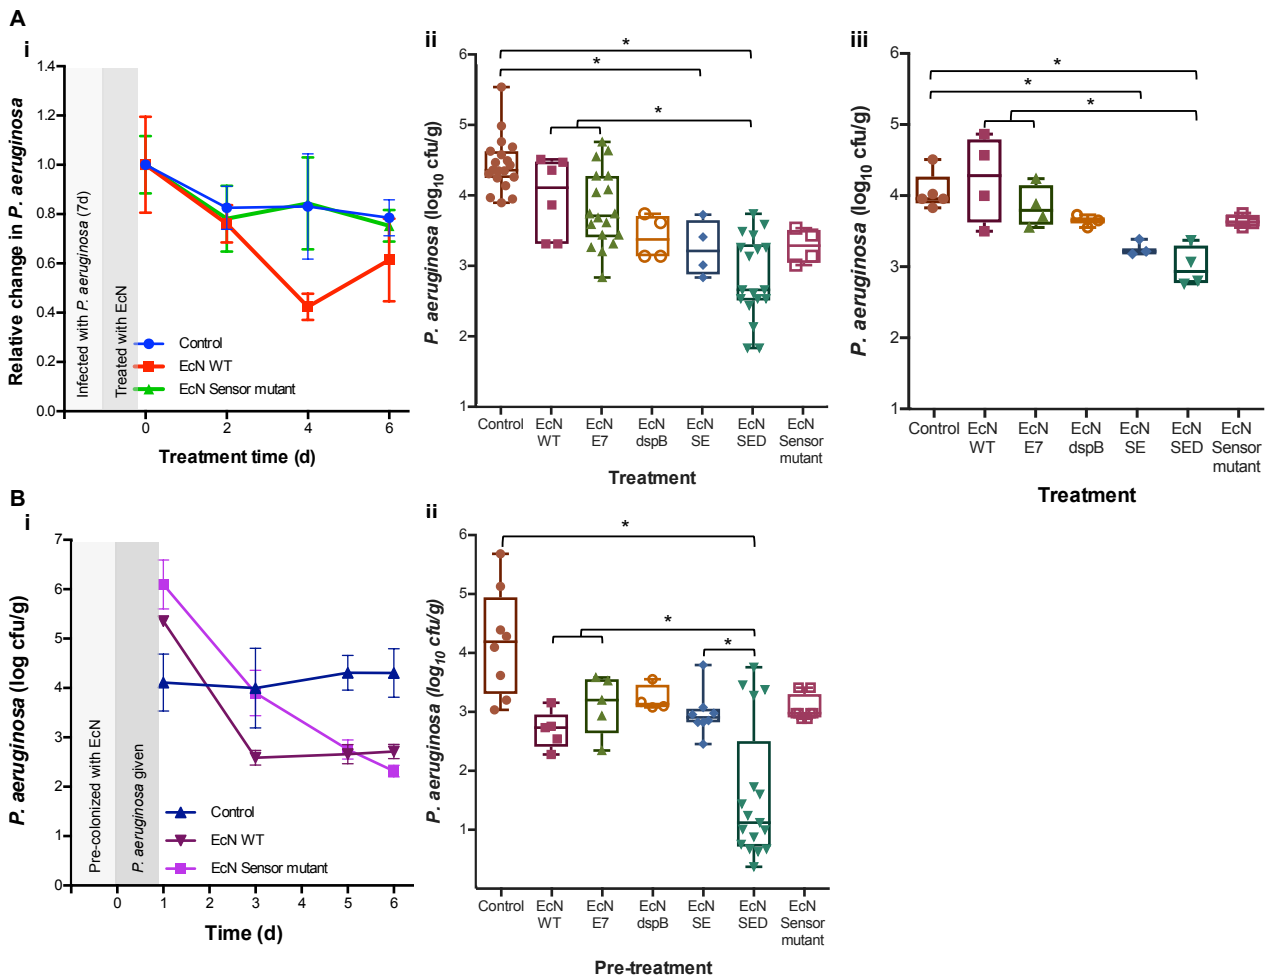 A
i
1.4
1.2
1.0
0.8
0.6
0.4
0.2
0.0
Relative change in P. aeruginosa
Infected with P. aeruginosa (7d)
Treated with EcN
Control
EcN WT
EcN Sensor mutant
0 2 4 6
Treatment time (d)
ii
6
5
4
3
2
1
P. aeruginosa (log10 cfu/g)
*
*
*
Control EcN WT EcN E7 EcN dspB EcN SE EcN SED EcN Sensor mutant
Treatment
iii
6
5
4
3
2
1
P. aeruginosa (log10 cfu/g)
*
*
*
Control EcN WT EcN E7 EcN dspB EcN SE EcN SED EcN Sensor mutant
Treatment
B
i
7
6
5
4
3
2
1
0
P. aeruginosa (log cfu/g)
Pre-colonized with EcN
P. aeruginosa given
Control
EcN WT
EcN Sensor mutant
0 1 2 3 4 5 6
Time (d)
ii
6
5
4
3
2
1
P. aeruginosa (log10 cfu/g)
*
*
*
Control EcN WT EcN E7 EcN dspB EcN SE EcN SED EcN Sensor mutant
Pre-treatment